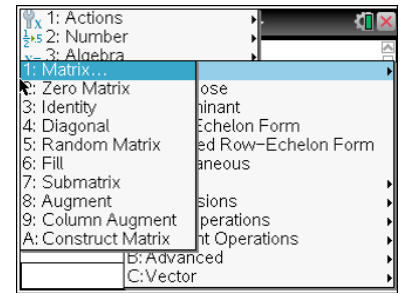 1: Actions
2: Number
3: Algebra
1: Matrix...
2: Zero Matrix
3: Identity
4: Diagonal
5: Random Matrix
6: Fill
7: Submatrix
8: Augment
9: Column Augment
A: Construct Matrix
ose
inant
Echelon Form
ed Row-Echelon Form
aneous
sions
perations
nt Operations
B: Advanced
C: Vector